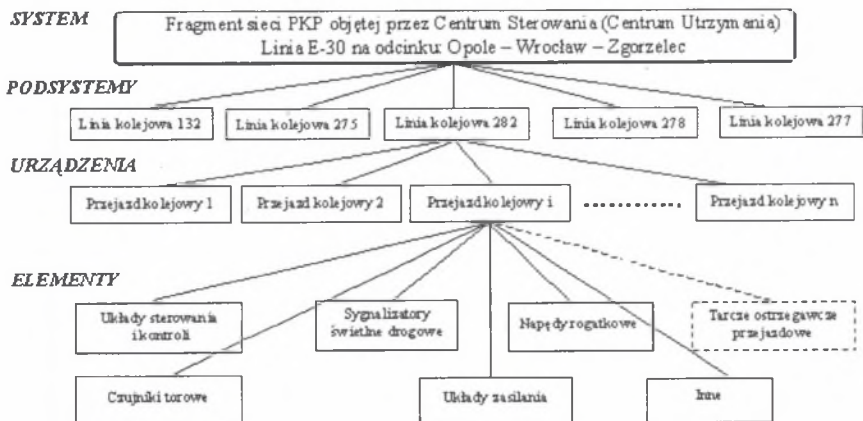 SYSTEM
Fragment sieci PKP objętej przez Centrum Sterowania (Centrum Utrzymania)
Linia E-30 na odcinku: Opole – Wrocław – Zgorzelec
PODSYSTEMY
Linia kolejowa 132
Linia kolejowa 275
Linia kolejowa 282
Linia kolejowa 278
Linia kolejowa 277
URZĄDZENIA
Przejazd kolejowy 1
Przejazd kolejowy 2
Przejazd kolejowy i
Przejazd kolejowy n
ELEMENTY
Układy sterowania
i kontroli
Sygnalizatory
świetlne drogowe
Napędy rogatkowe
Tarcze ostrzegawcze
przejazdowe
Czujniki torowe
Układy zasilania
Inne